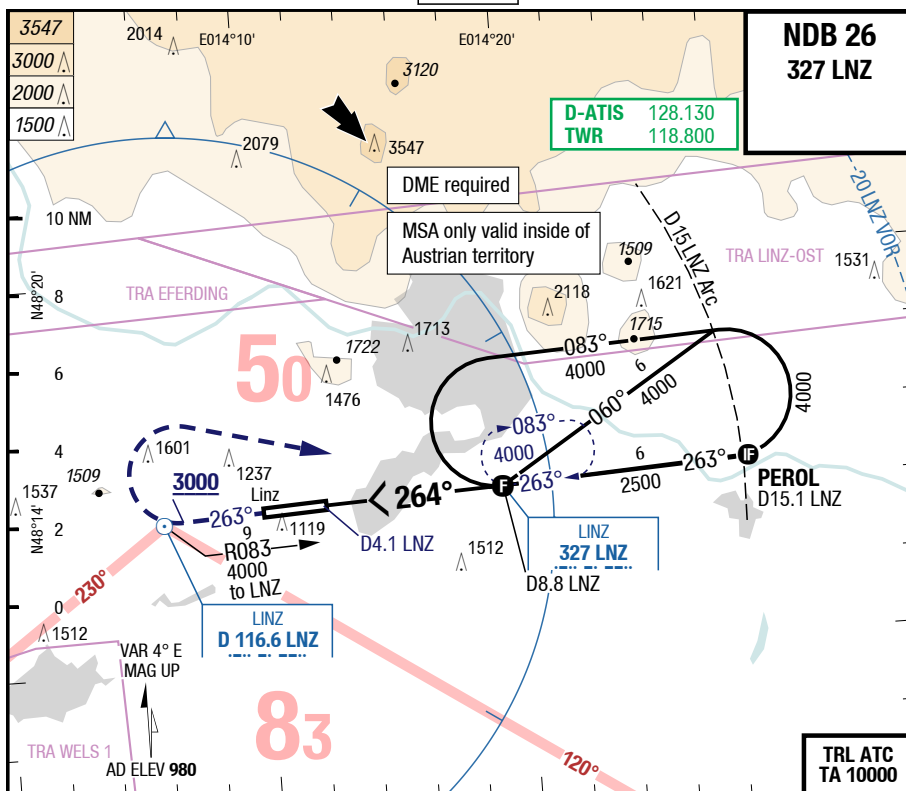 3547
3000
2000
1500
2014
E014°10'
E014°20'
3120
NDB 26
327 LNZ
D-ATIS 128.130
TWR 118.800
2079
3547
DME required
MSA only valid inside of
Austrian territory
20 LNZ VOR
10 NM
D15 LNZ Arc
1509
TRA LINZ-OST
1531
1621
N48°20'
8
TRA EFERDING
2118
1713
1715
50
1722
083°
4000
6
6
4000
060°
4000
1476
083°
4000
4
1601
1237
3000
1509
1537
Linz
263°
9
264°
F
263°
6
2500
263°
IF
PEROL
D15.1 LNZ
N48°14'
2
1119
D4.1 LNZ
R083
4000
to LNZ
1512
LINZ
327 LNZ
D8.8 LNZ
230°
0
LINZ
D 116.6 LNZ
1512
VAR 4° E
MAG UP
83
120°
TRA WELS 1
AD ELEV 980
TRL ATC
TA 10000